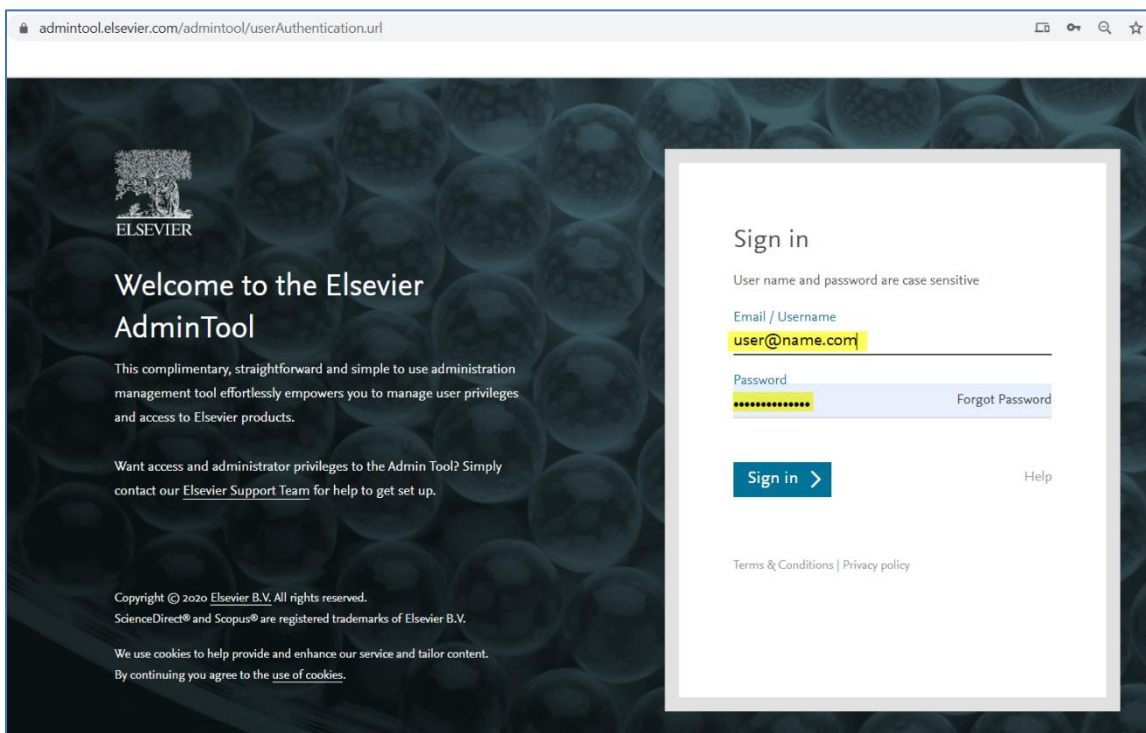 admintool.elsevier.com/admintool/userAuthentication.url
ELSEVIER
Welcome to the Elsevier
AdminTool
This complimentary, straightforward and simple to use administration
management tool effortlessly empowers you to manage user privileges
and access to Elsevier products.
Want access and administrator privileges to the Admin Tool? Simply
contact our Elsevier Support Team for help to get set up.
Copyright © 2020 Elsevier B.V. All rights reserved.
ScienceDirect® and Scopus® are registered trademarks of Elsevier B.V.
We use cookies to help provide and enhance our service and tailor content.
By continuing you agree to the use of cookies.
Sign in
User name and password are case sensitive
Email / Username
user@name.com
Password
•••••••••••••• Forgot Password
Sign in Help
Terms & Conditions | Privacy policy